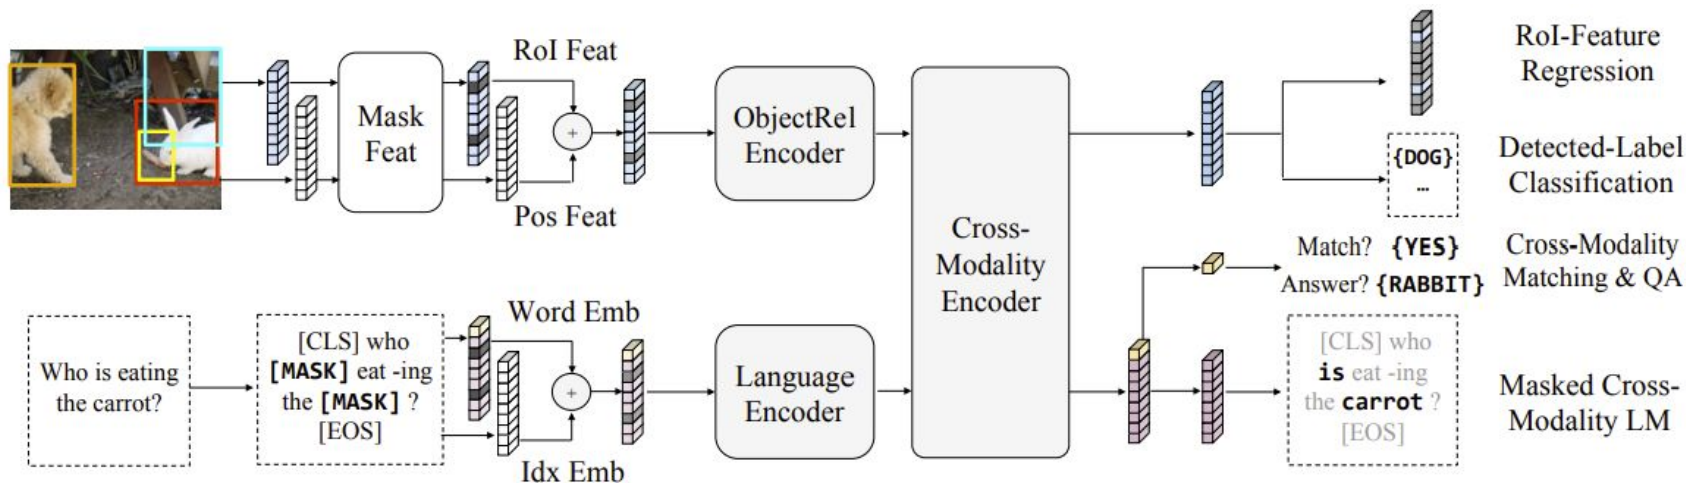 RoI Feat
Mask
Feat
Pos Feat
ObjectRel
Encoder
Cross-
Modality
Encoder
RoI-Feature
Regression
{DOG}
...
Detected-Label
Classification
Match? {YES}
Answer? {RABBIT}
Cross-Modality
Matching & QA
Who is eating
the carrot?
[CLS] who
[MASK] eat -ing
the [MASK] ?
[EOS]
Word Emb
Idx Emb
Language
Encoder
[CLS] who
is eat -ing
the carrot ?
[EOS]
Masked Cross-
Modality LM